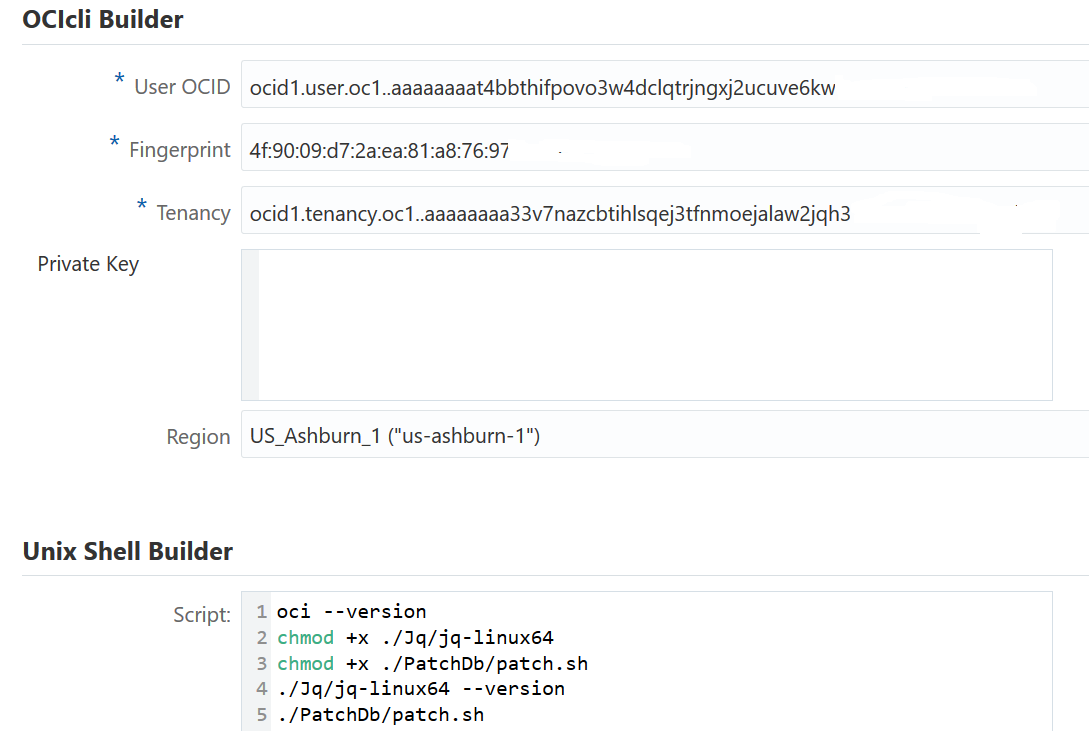 OCIcli Builder
* User OCID ocid1.user.oc1..aaaaaaaat4bbthifpovo3w4dclqtrjngxj2ucuve6kw
* Fingerprint 4f:90:09:d7:2a:ea:81:a8:76:97
* Tenancy ocid1.tenancy.oc1..aaaaaaaa33v7nazcbtihlsqej3tfnmoejalaw2jqh3
Private Key
Region US_Ashburn_1 ("us-ashburn-1")
Unix Shell Builder
Script: 1 oci --version
2 chmod +x ./Jq/jq-linux64
3 chmod +x ./PatchDb/patch.sh
4 ./Jq/jq-linux64 --version
5 ./PatchDb/patch.sh